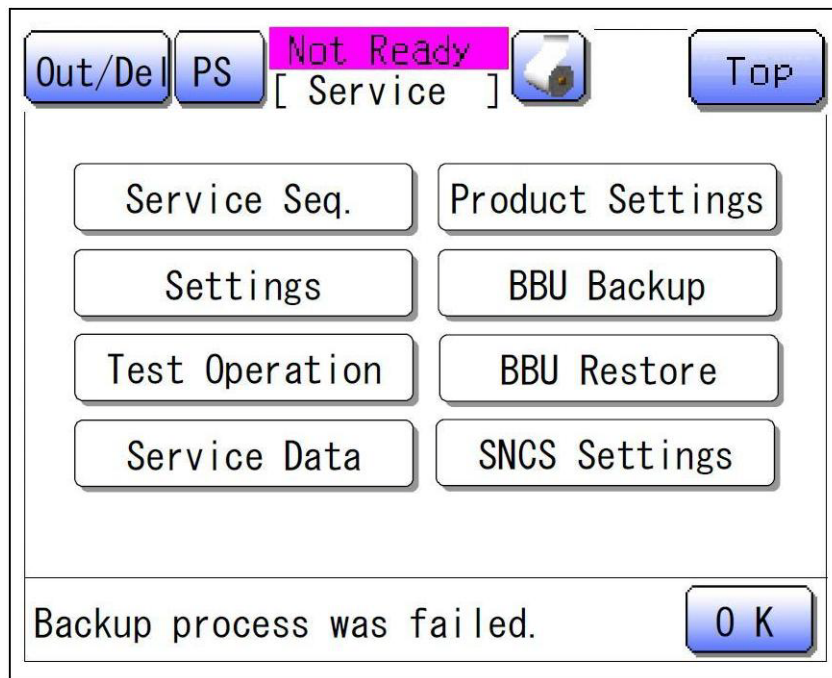 Out/Del PS Not Ready Top
[ Service ]
Service Seq. Product Settings
Settings BBU Backup
Test Operation BBU Restore
Service Data SNCS Settings
Backup process was failed. OK